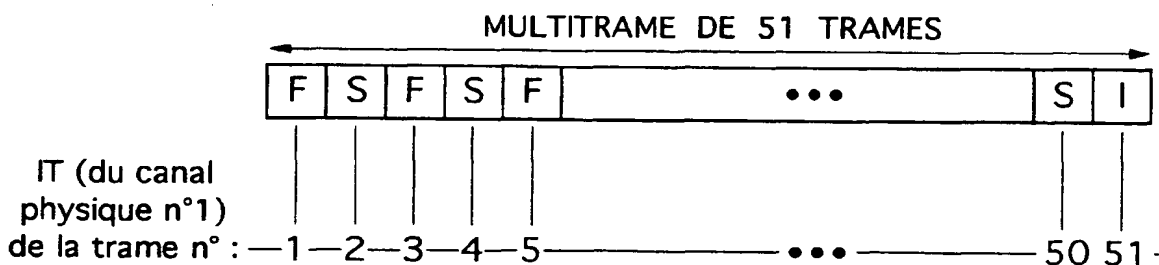 MULTITRAME DE 51 TRAMES
F S F S F ••• S I
IT (du canal
physique n°1)
de la trame n° : 1 2 3 4 5 ••• 50 51